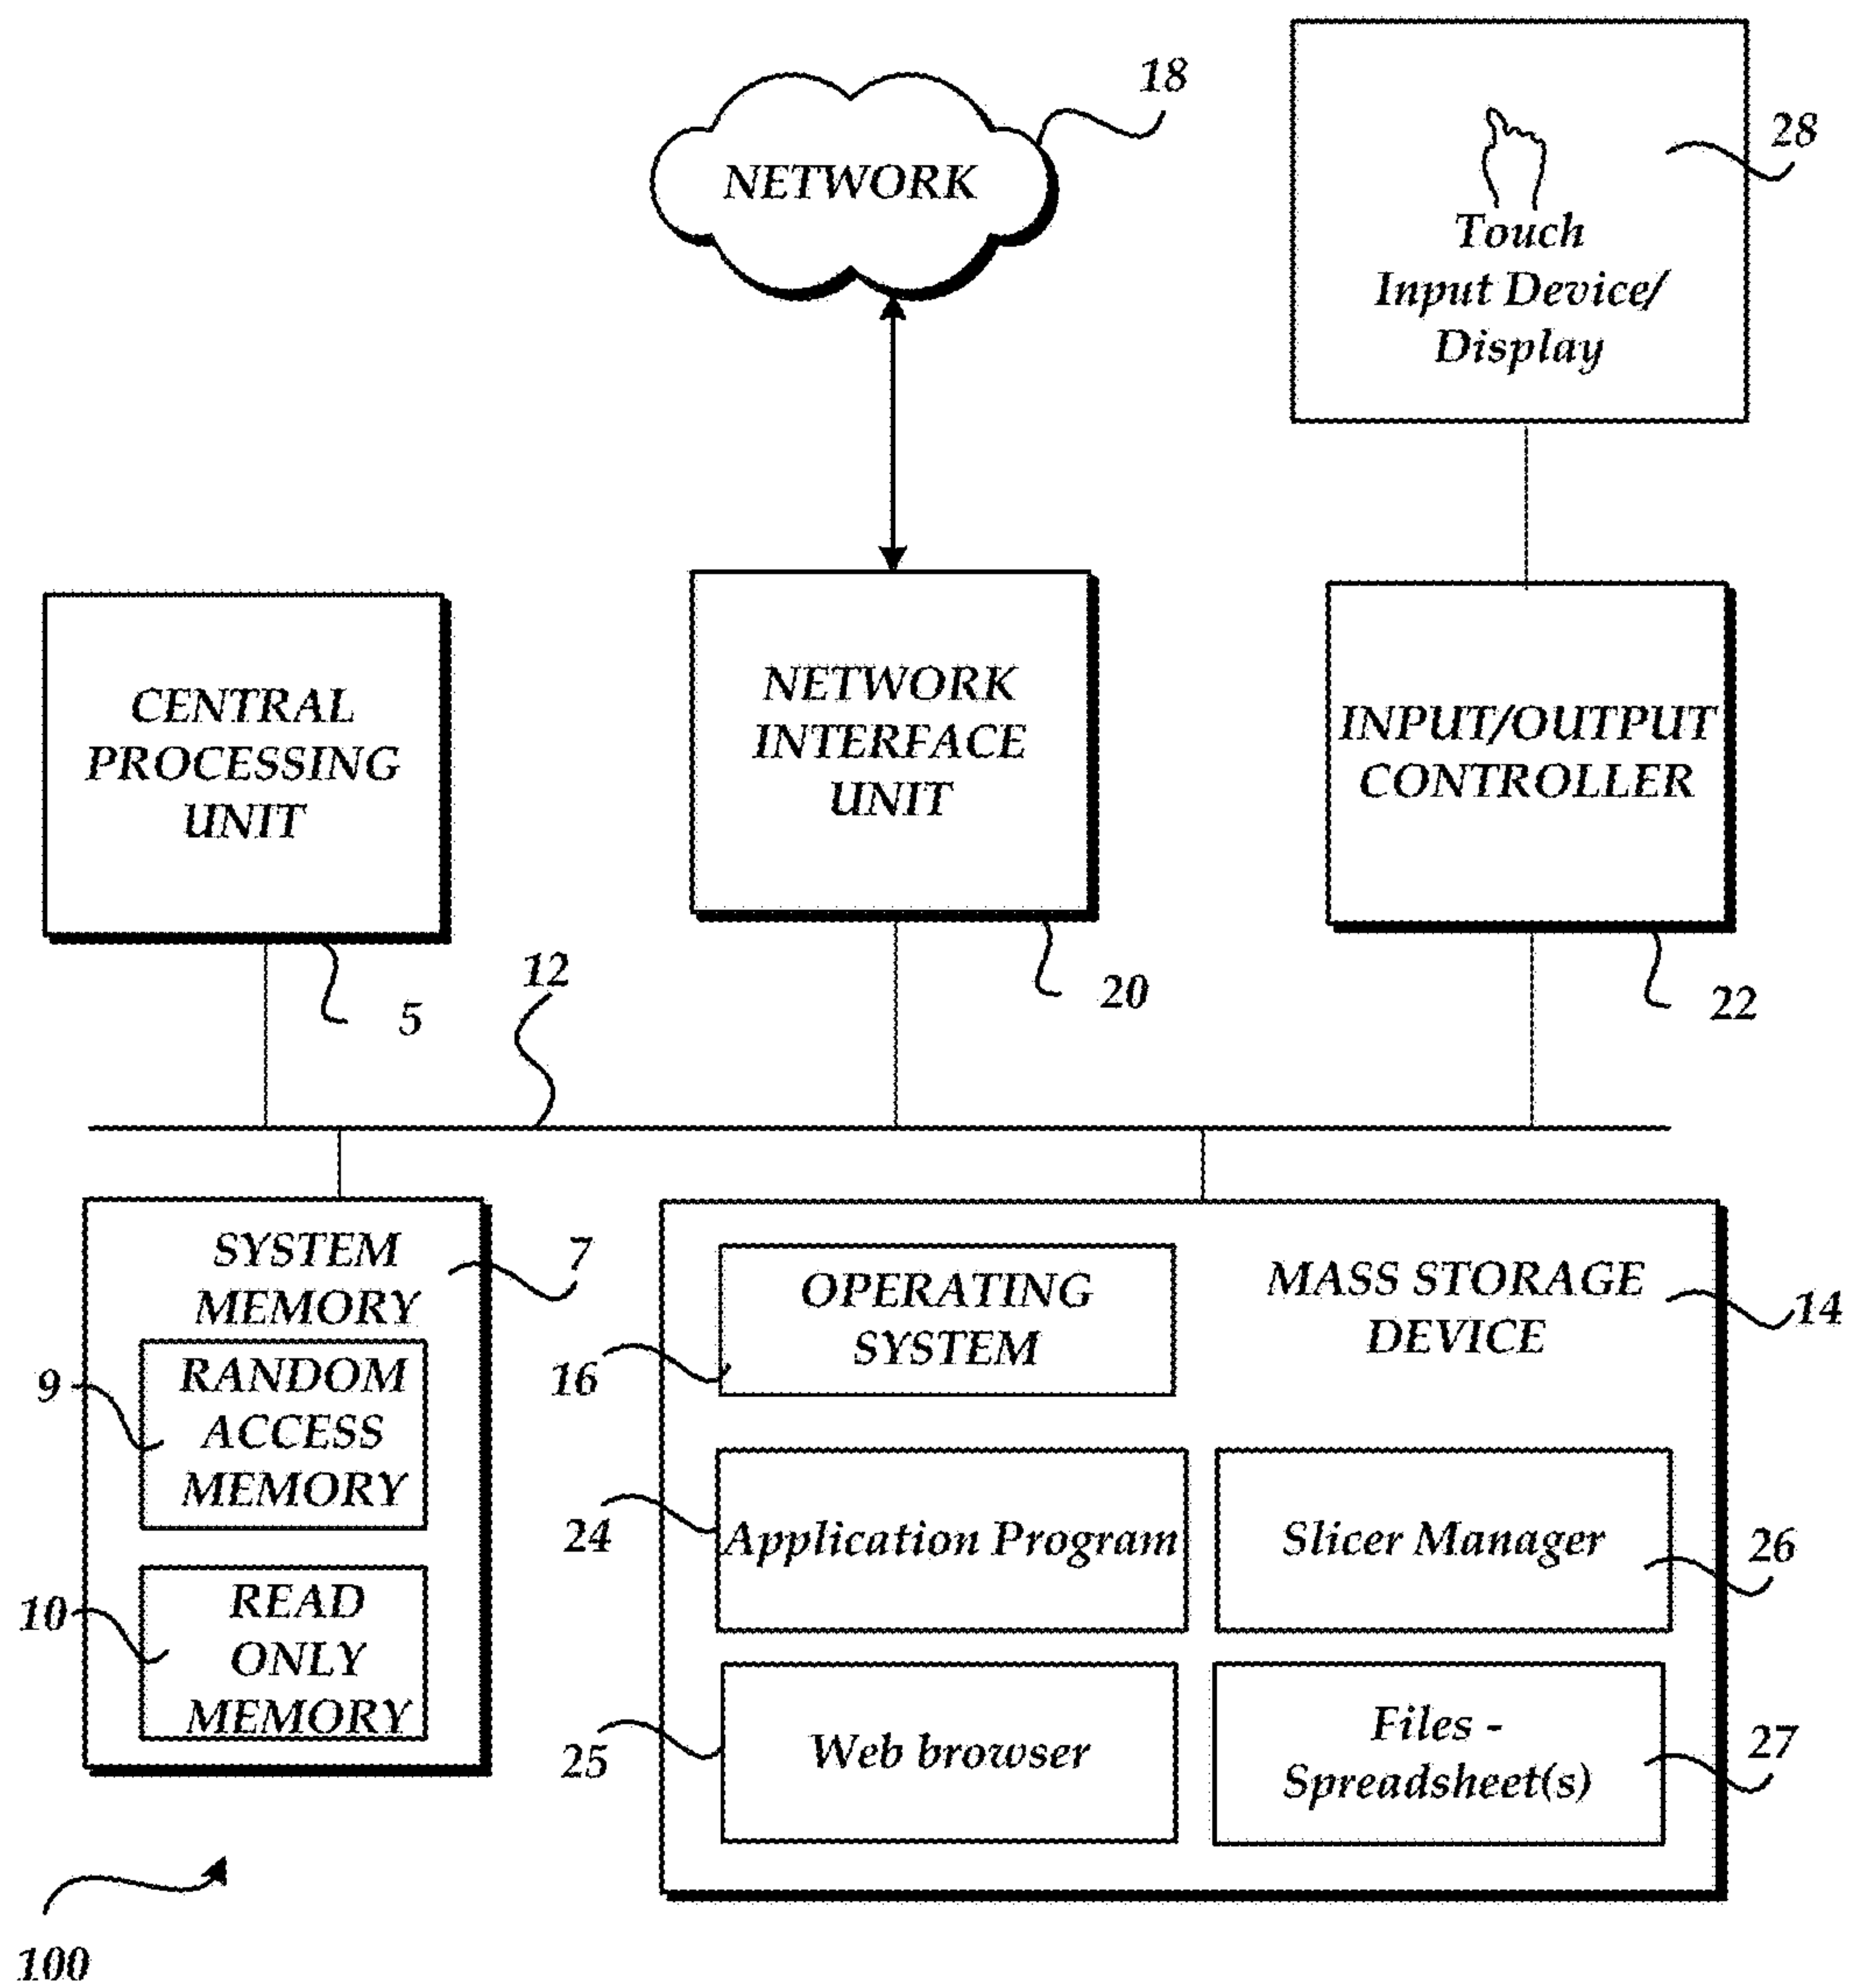 18
NETWORK
28
Touch
Input Device/
Display
CENTRAL
PROCESSING
UNIT
NETWORK
INTERFACE
UNIT
INPUT/OUTPUT
CONTROLLER
5
12
20
22
SYSTEM
MEMORY
7
RANDOM
ACCESS
MEMORY
9
READ
ONLY
MEMORY
10
OPERATING
SYSTEM
16
MASS STORAGE
DEVICE
14
Application Program
24
Slicer Manager
26
Web browser
25
Files -
Spreadsheet(s)
27
100